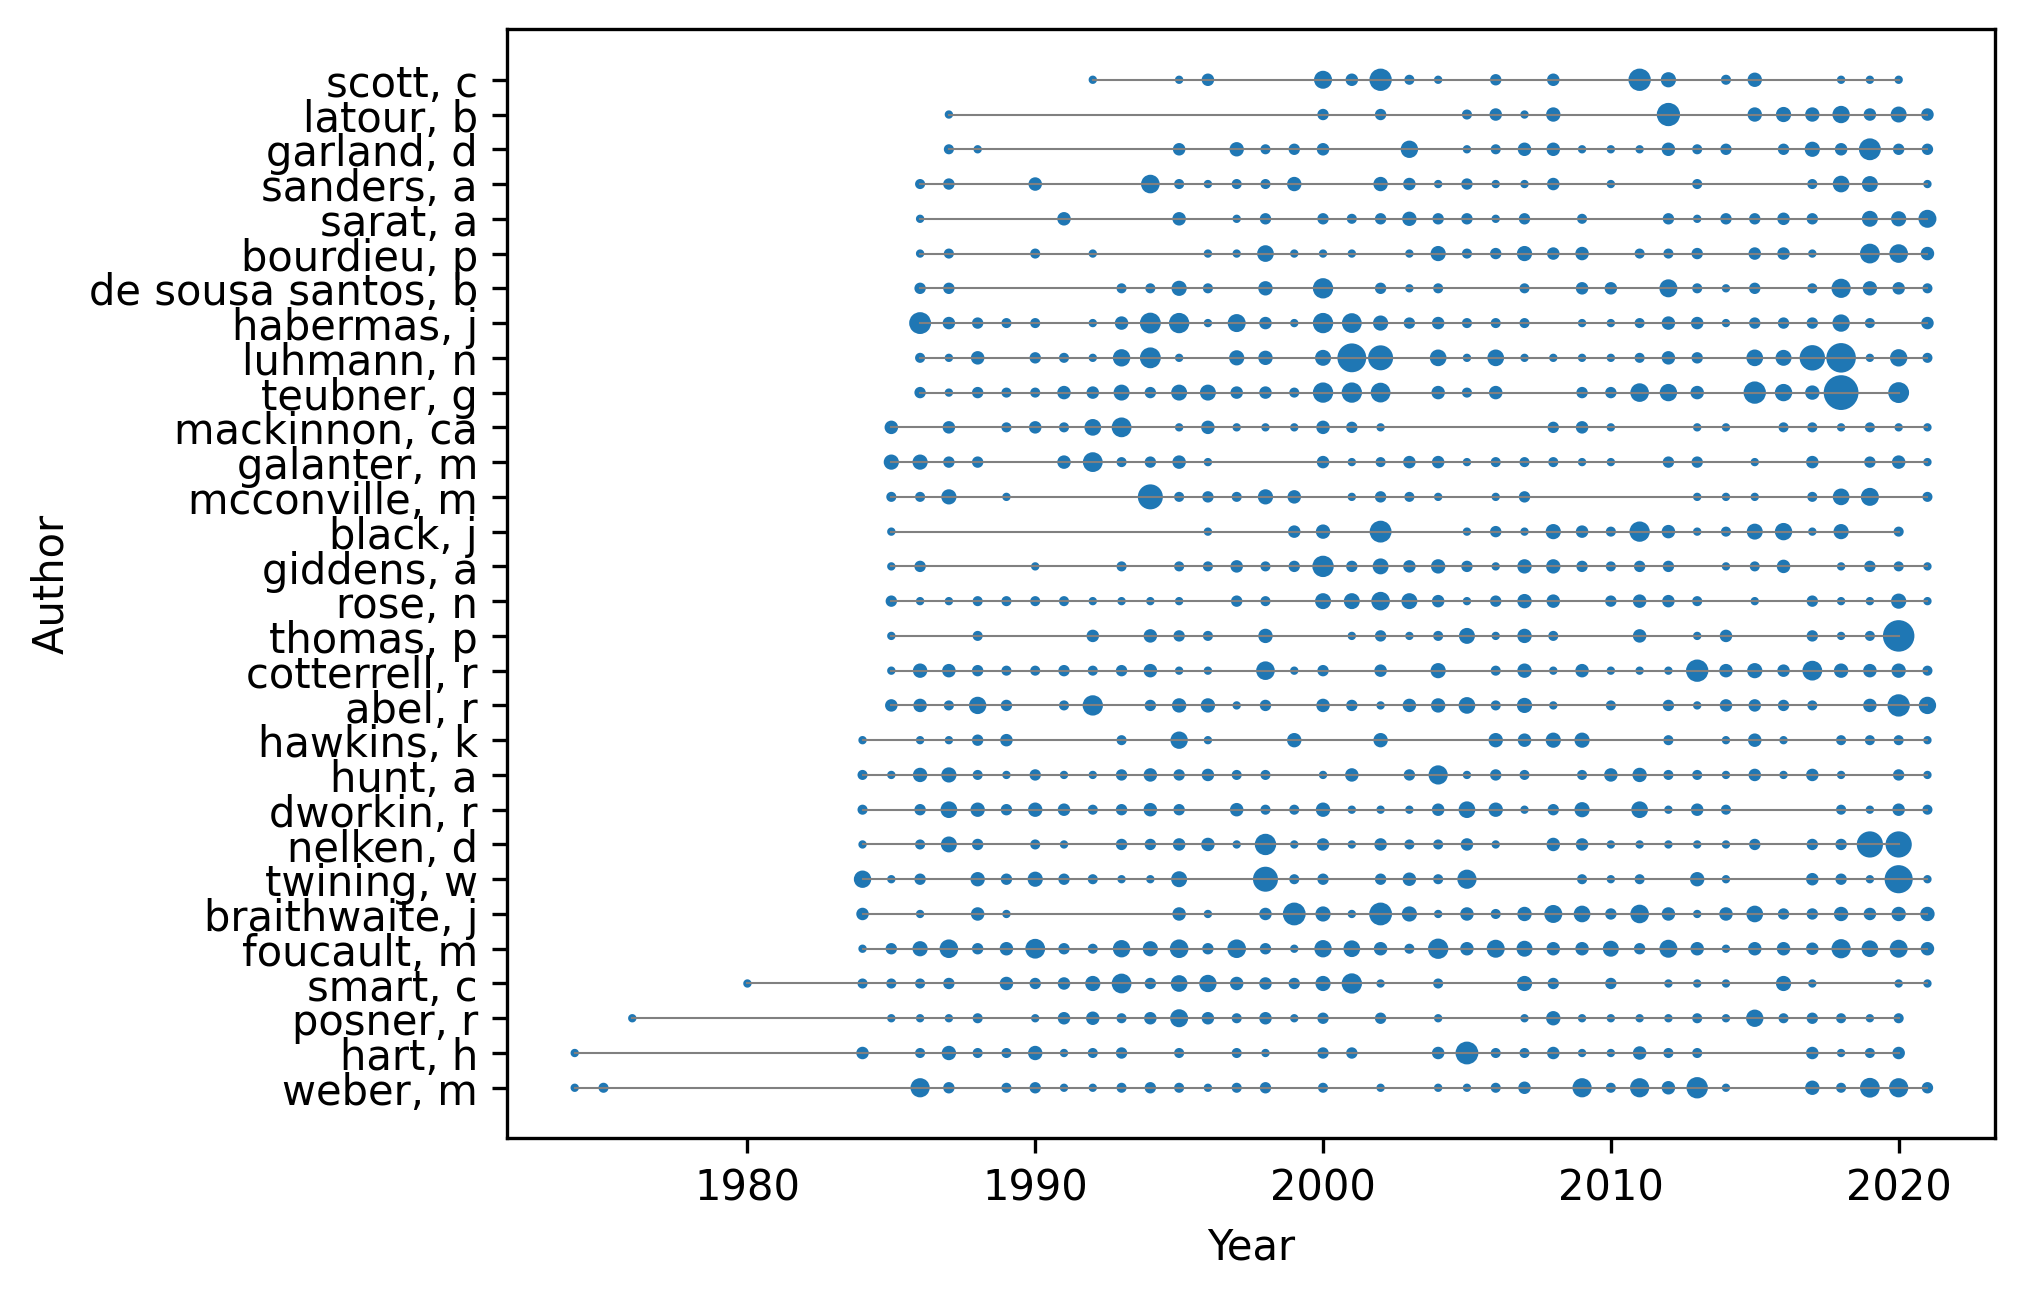 scott, c
latour, b
garland, d
sanders, a
sarat, a
bourdieu, p
de sousa santos, b
habermas, j
luhmann, n
teubner, g
mackinnon, ca
galanter, m
mcconville, m
black, j
giddens, a
rose, n
thomas, p
cotterrell, r
abel, r
hawkins, k
hunt, a
dworkin, r
nelken, d
twining, w
braithwaite, j
foucault, m
smart, c
posner, r
hart, h
weber, m
Author
1980 1990 2000 2010 2020
Year